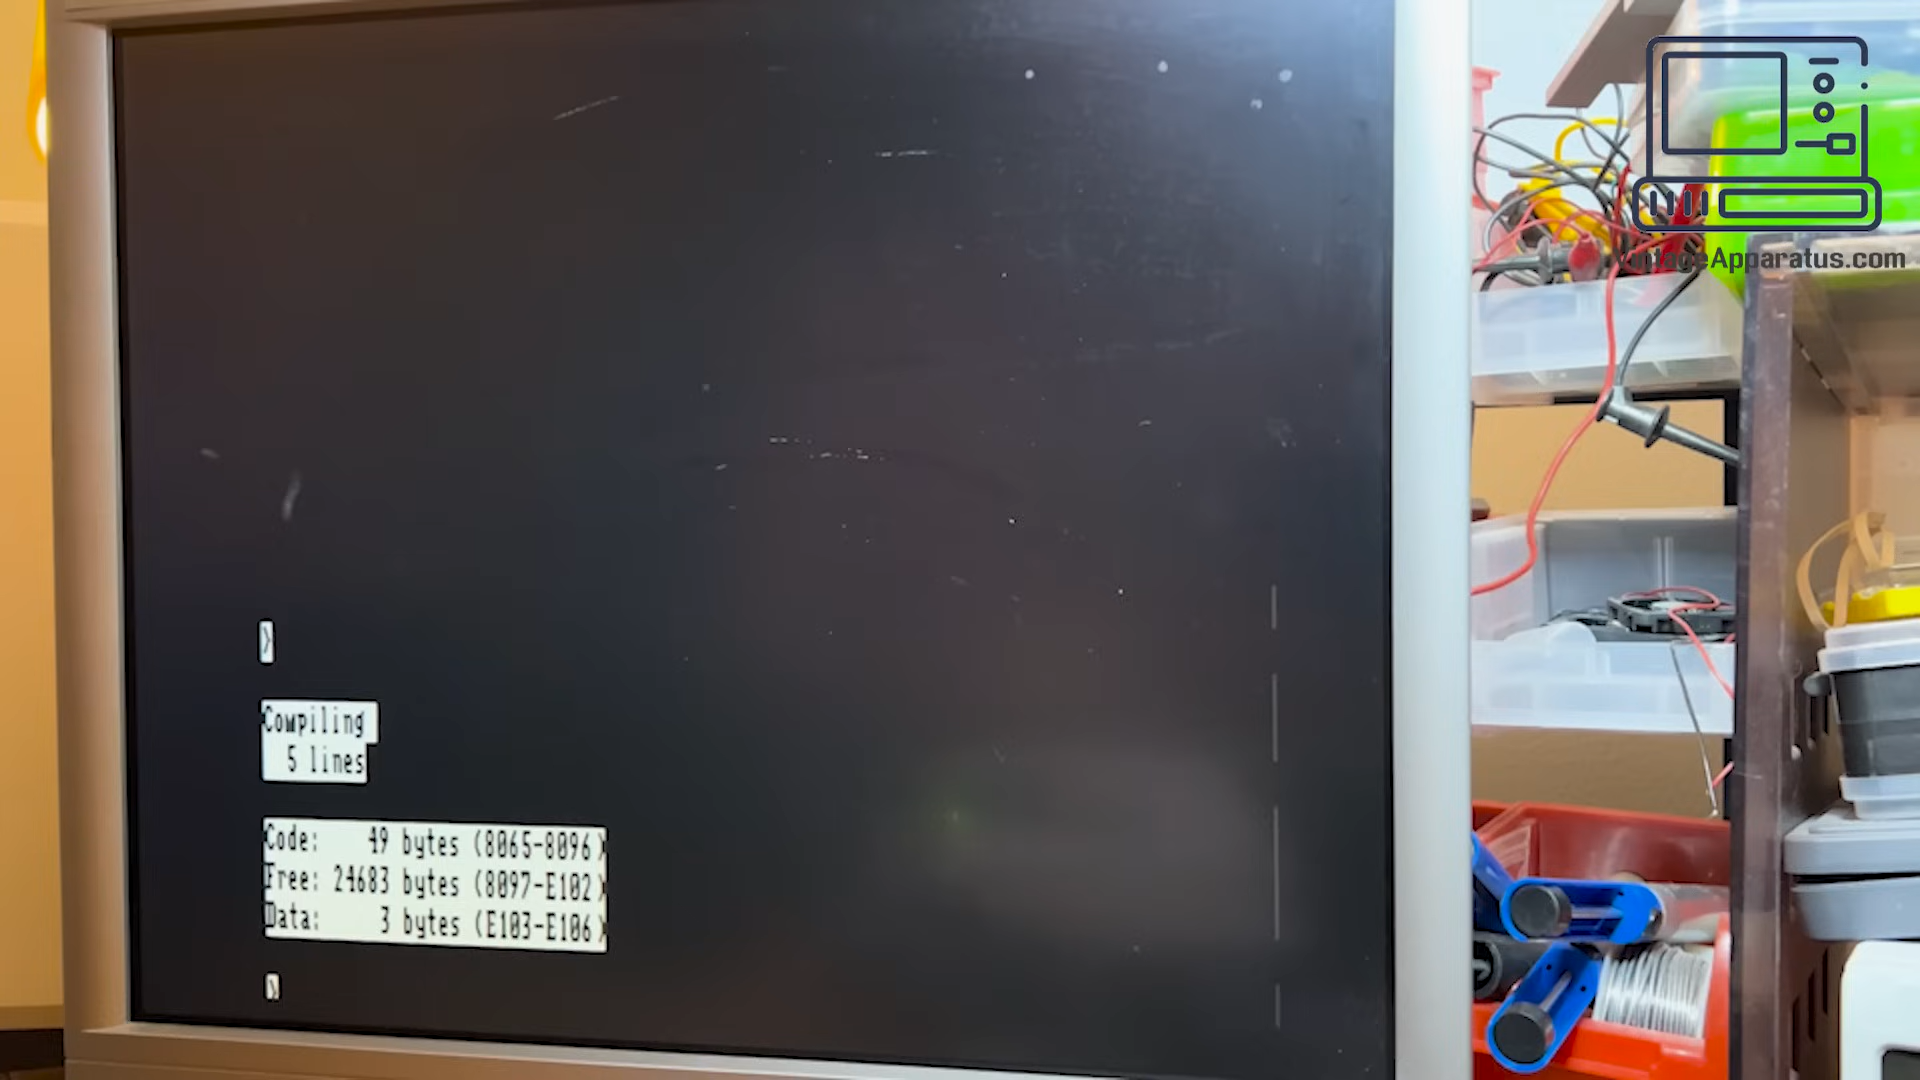 VintageApparatus.com
>
Compiling
5 lines
Code: 49 bytes (8065-8096)
Free: 24683 bytes (8097-E102)
Data: 3 bytes (E103-E106)
>